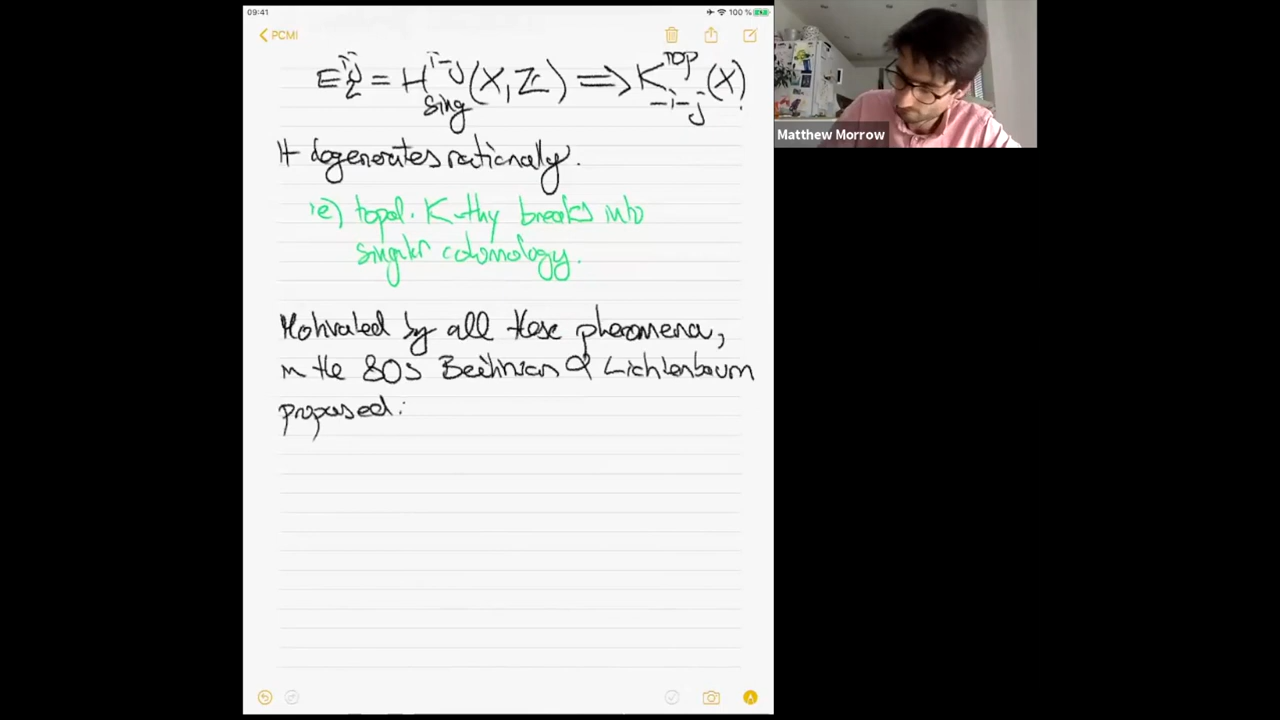 09:41
100 %
PCMI
E₂^{ij} = H^{i-j}_{sing}(X, ℤ) ⟹ K^{TOP}_{-i-j}(X)
It degenerates rationally.
ie) topol. K-thy breaks into
singular cohomology.
Motivated by all these phenomena,
in the 80s Beilinson & Lichtenbaum
proposed:
Matthew Morrow